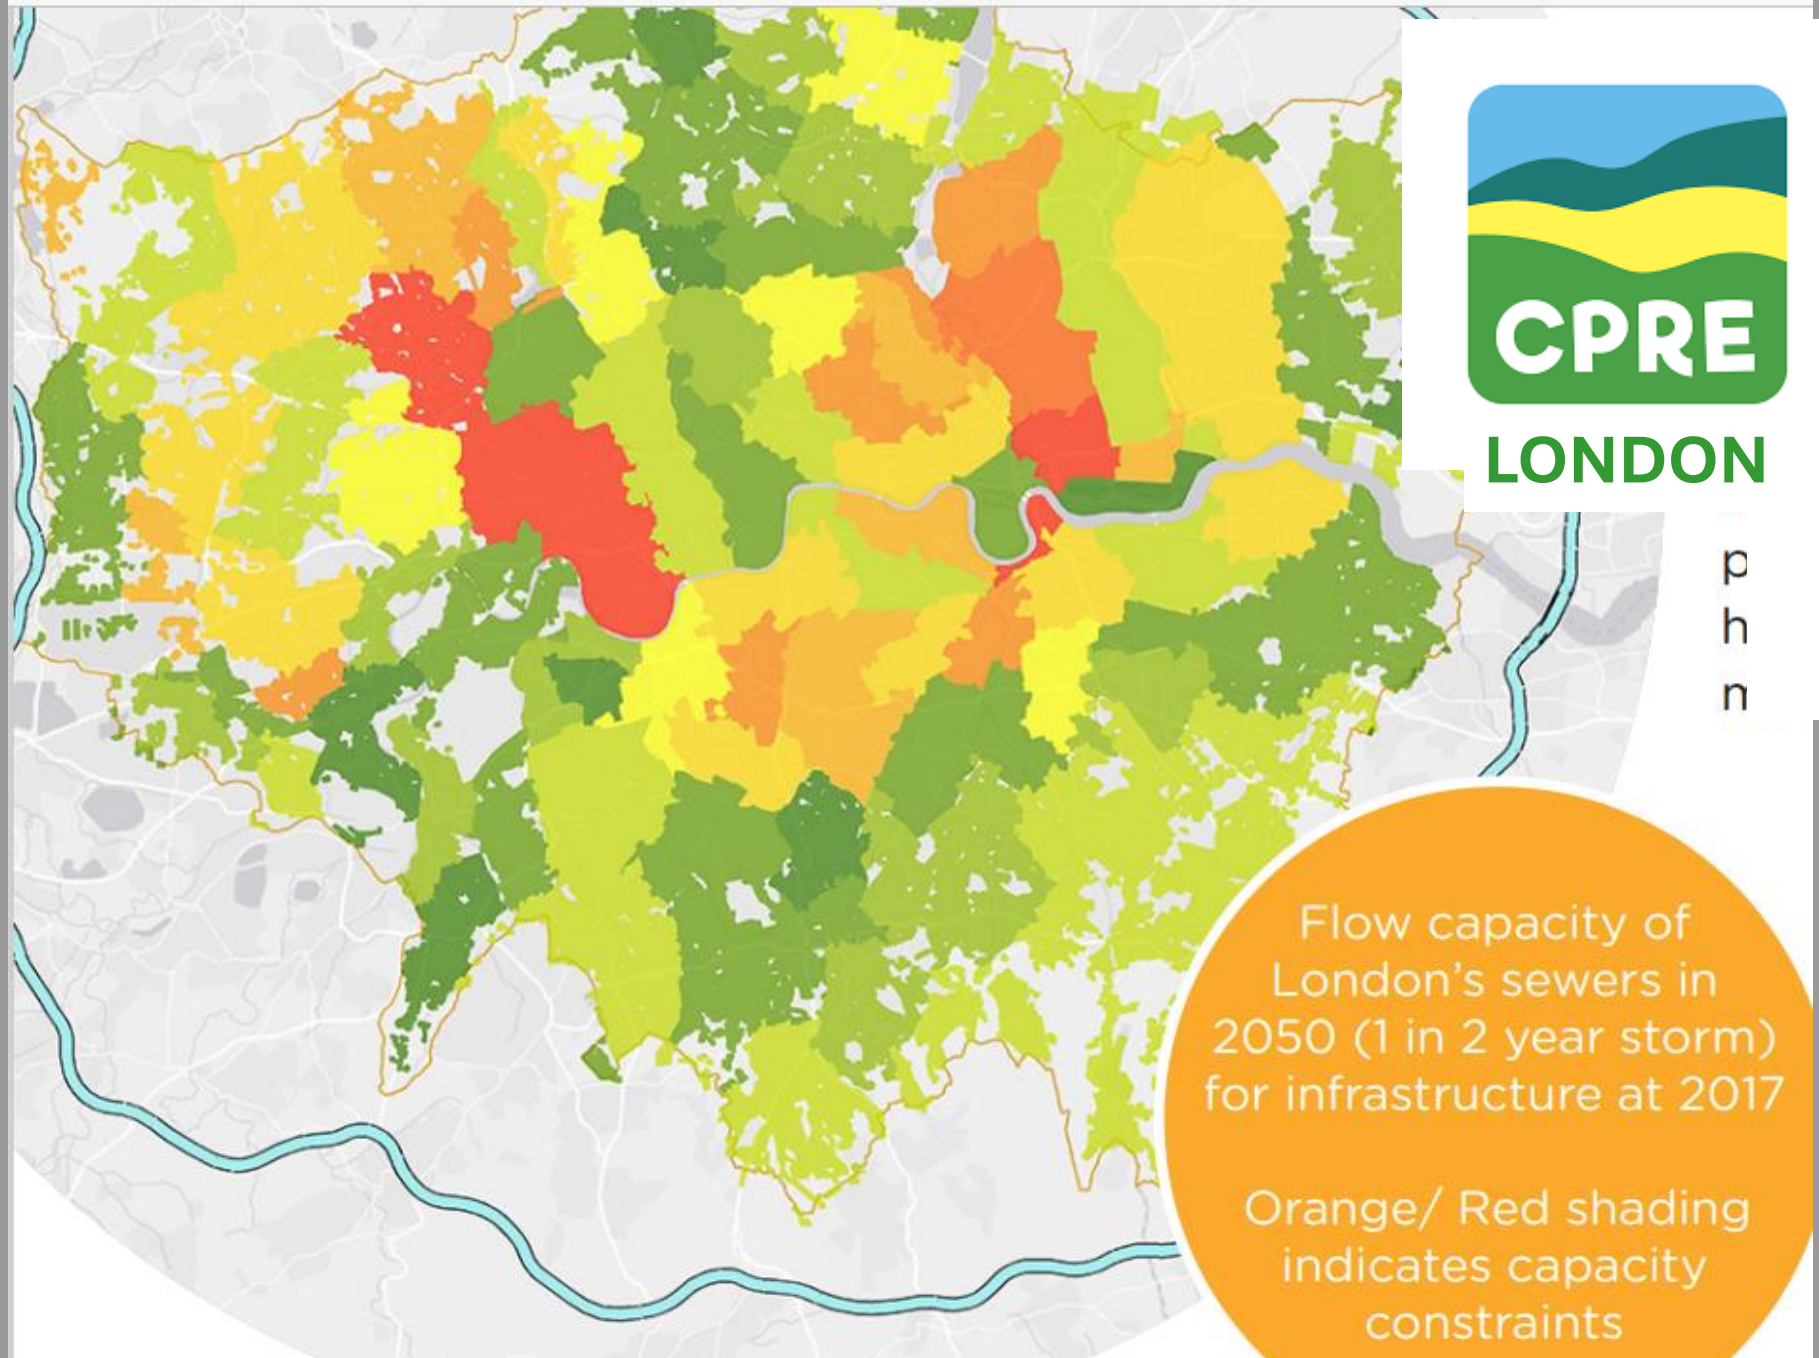 CPRE
LONDON
p
h
m
Flow capacity of
London's sewers in
2050 (1 in 2 year storm)
for infrastructure at 2017
Orange/ Red shading
indicates capacity
constraints